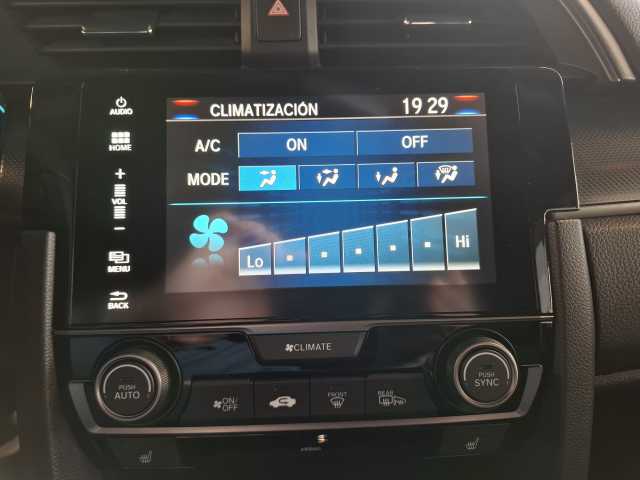 AUDIO
HOME
+
VOL
−
MENU
BACK
CLIMATIZACIÓN 19 29
A/C ON OFF
MODE
Lo Hi
CLIMATE
PUSH
AUTO
ON/
OFF
FRONT
REAR
PUSH
SYNC